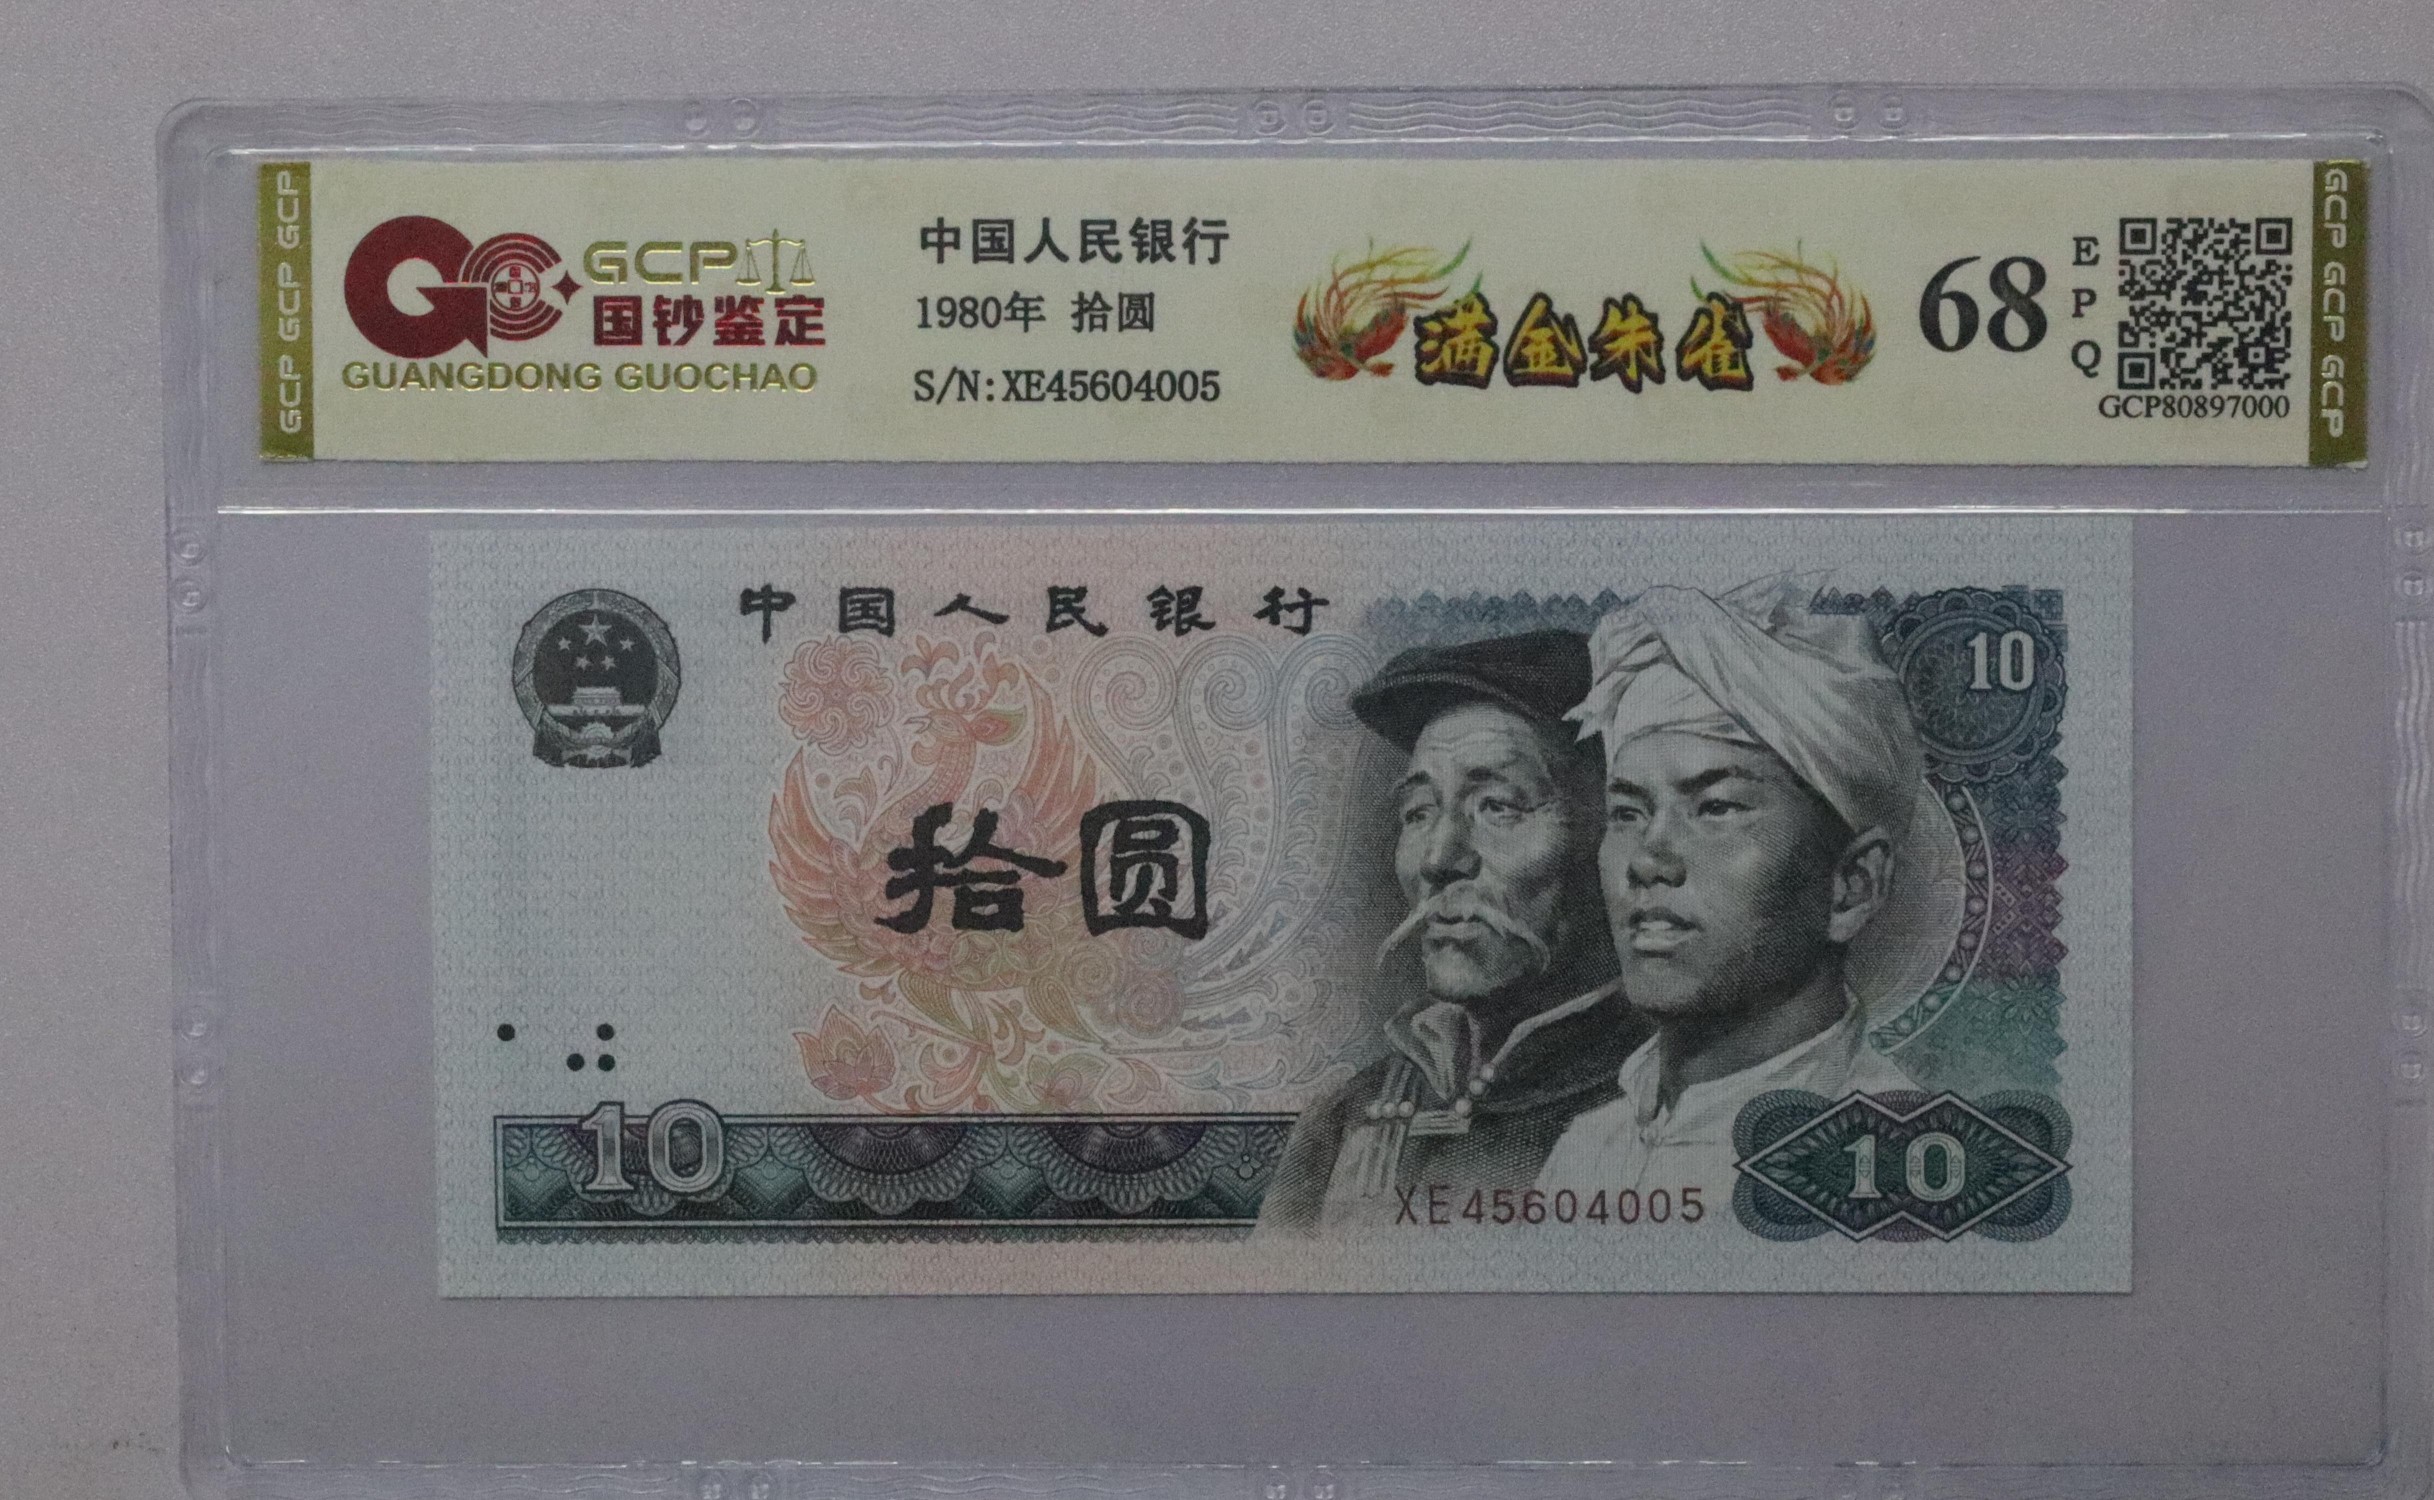 GCP GCP GCP
GCP
国钞鉴定
GUANGDONG GUOCHAO
中国人民银行
1980年 拾圆
S/N:XE45604005
满金朱雀
68
EPQ
GCP80897000
GCP GCP GCP
中国人民银行
10
拾圆
10
XE45604005
10